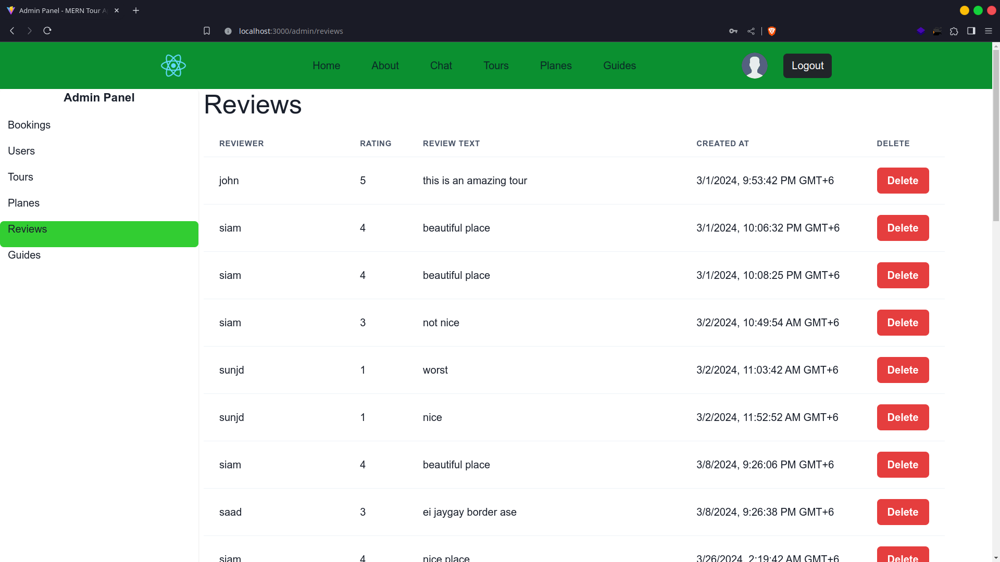 Admin Panel - MERN Tour A
localhost:3000/admin/reviews
Home About Chat Tours Planes Guides Logout
Admin Panel
Bookings
Users
Tours
Planes
Reviews
Guides
Reviews
REVIEWER RATING REVIEW TEXT CREATED AT DELETE
john 5 this is an amazing tour 3/1/2024, 9:53:42 PM GMT+6 Delete
siam 4 beautiful place 3/1/2024, 10:06:32 PM GMT+6 Delete
siam 4 beautiful place 3/1/2024, 10:08:25 PM GMT+6 Delete
siam 3 not nice 3/2/2024, 10:49:54 AM GMT+6 Delete
sunjd 1 worst 3/2/2024, 11:03:42 AM GMT+6 Delete
sunjd 1 nice 3/2/2024, 11:52:52 AM GMT+6 Delete
siam 4 beautiful place 3/8/2024, 9:26:06 PM GMT+6 Delete
saad 3 ei jaygay border ase 3/8/2024, 9:26:38 PM GMT+6 Delete
siam 4 nice place 3/26/2024, 2:19:42 AM GMT+6 Delete